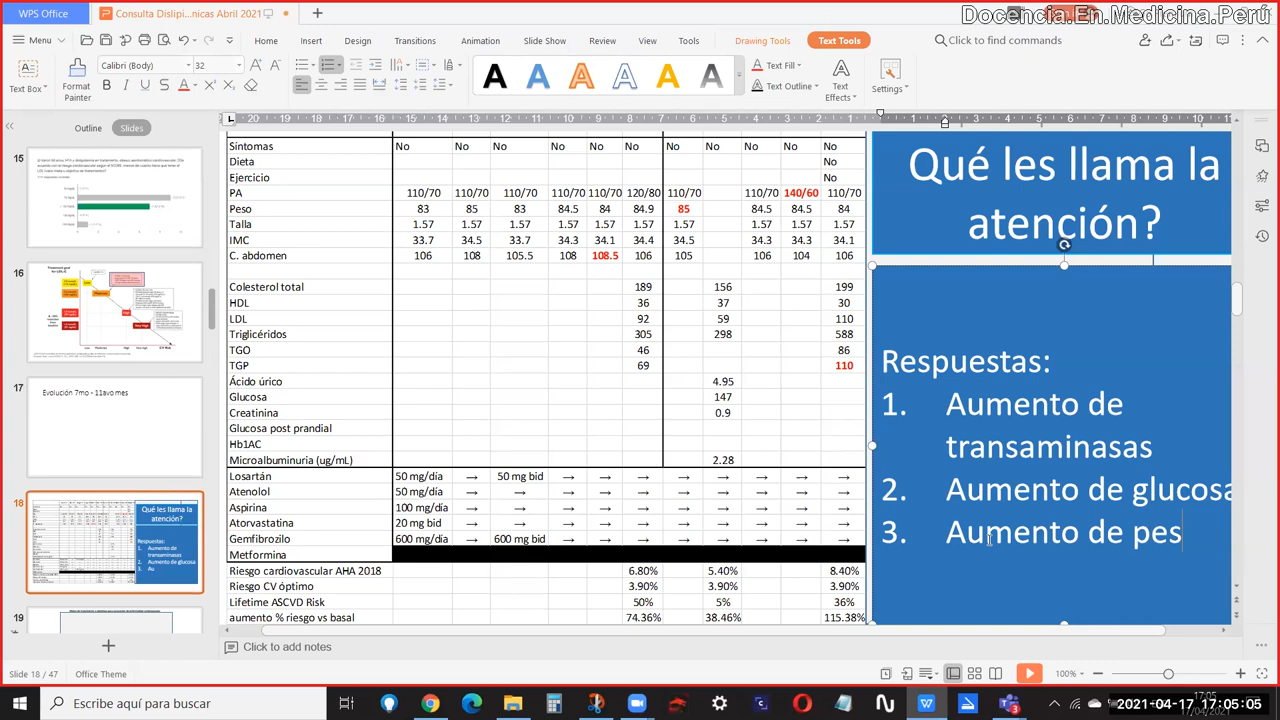 WPS Office
Consulta Dislipi...nicas Abril 2021
Docencia.En.Medicina.Perú
Menu
Home Insert Design Transitions Animation Slide Show Review View Tools Drawing Tools Text Tools Click to find commands
Text Box
Format Painter
Calibri (Body) 32
B I U S A X² X₂
A A A A A A
Text Fill
Text Outline
Text Effects
Settings
Outline Slides
15
16
17
Evolución 7mo - 11avo mes
18
19
Síntomas No No No No No No No No No No
Dieta No
Ejercicio No
PA 110/70 110/70 110/70 110/70 110/70 120/80 110/70 110/70 140/60 110/70
Peso 83 85 83 84.5 84 84.9 85 84.5 84.5 84
Talla 1.57 1.57 1.57 1.57 1.57 1.57 1.57 1.57 1.57 1.57
IMC 33.7 34.5 33.7 34.3 34.1 34.4 34.5 34.3 34.3 34.1
C. abdomen 106 108 105.5 108 108.5 106 105 106 104 106
Colesterol total 189 156 199
HDL 36 37 30
LDL 92 59 110
Triglicéridos 305 298 588
TGO 46 86
TGP 69 110
Ácido úrico 4.95
Glucosa 147
Creatinina 0.9
Glucosa post prandial
Hb1AC
Microalbuminuria (ug/mL) 2.28
Losartán 50 mg/día → 50 mg bid → → → → → → →
Atenolol 50 mg/día → → → → → → → → →
Aspirina 100 mg/día → → → → → → → → →
Atorvastatina 20 mg bid → → → → → → → → →
Gemfibrozilo 600 mg/día → 600 mg bid → → → → → → →
Metformina
Riesgo cardiovascular AHA 2018 6.80% 5.40% 8.40%
Riesgo CV óptimo 3.90% 3.90% 3.90%
Lifetime ASCVD Risk 50% 5% 36%
aumento % riesgo vs basal 74.36% 38.46% 115.38%
Qué les llama la
atención?
Respuestas:
1. Aumento de
transaminasas
2. Aumento de glucosa
3. Aumento de pes
Click to add notes
Slide 18 / 47 Office Theme 100%
Escribe aquí para buscar
17:05
17/04/2021
2021-04-17 17:05:05